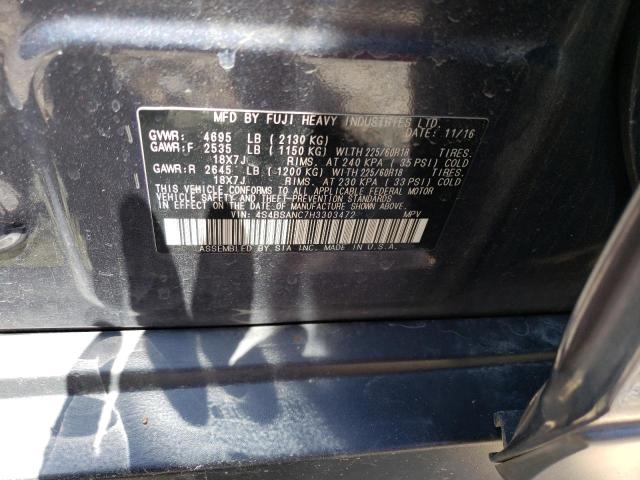 MFD BY FUJI HEAVY INDUSTRIES LTD.
DATE: 11/16
GVWR: 4695 LB (2130 KG)
GAWR:F 2535 LB (1150 KG) WITH 225/60R18 TIRES.
18X7J RIMS. AT 240 KPA (35 PSI) COLD
GAWR:R 2645 LB (1200 KG) WITH 225/60R18 TIRES.
18X7J RIMS. AT 230 KPA (33 PSI) COLD
THIS VEHICLE CONFORMS TO ALL APPLICABLE FEDERAL MOTOR
VEHICLE SAFETY AND THEFT-PREVENTION STANDARDS
IN EFFECT ON THE DATE OF MANUFACTURE SHOWN ABOVE.
VIN: 4S4BSANC7H3303472 MPV
ASSEMBLED BY SIA INC. MADE IN U.S.A.